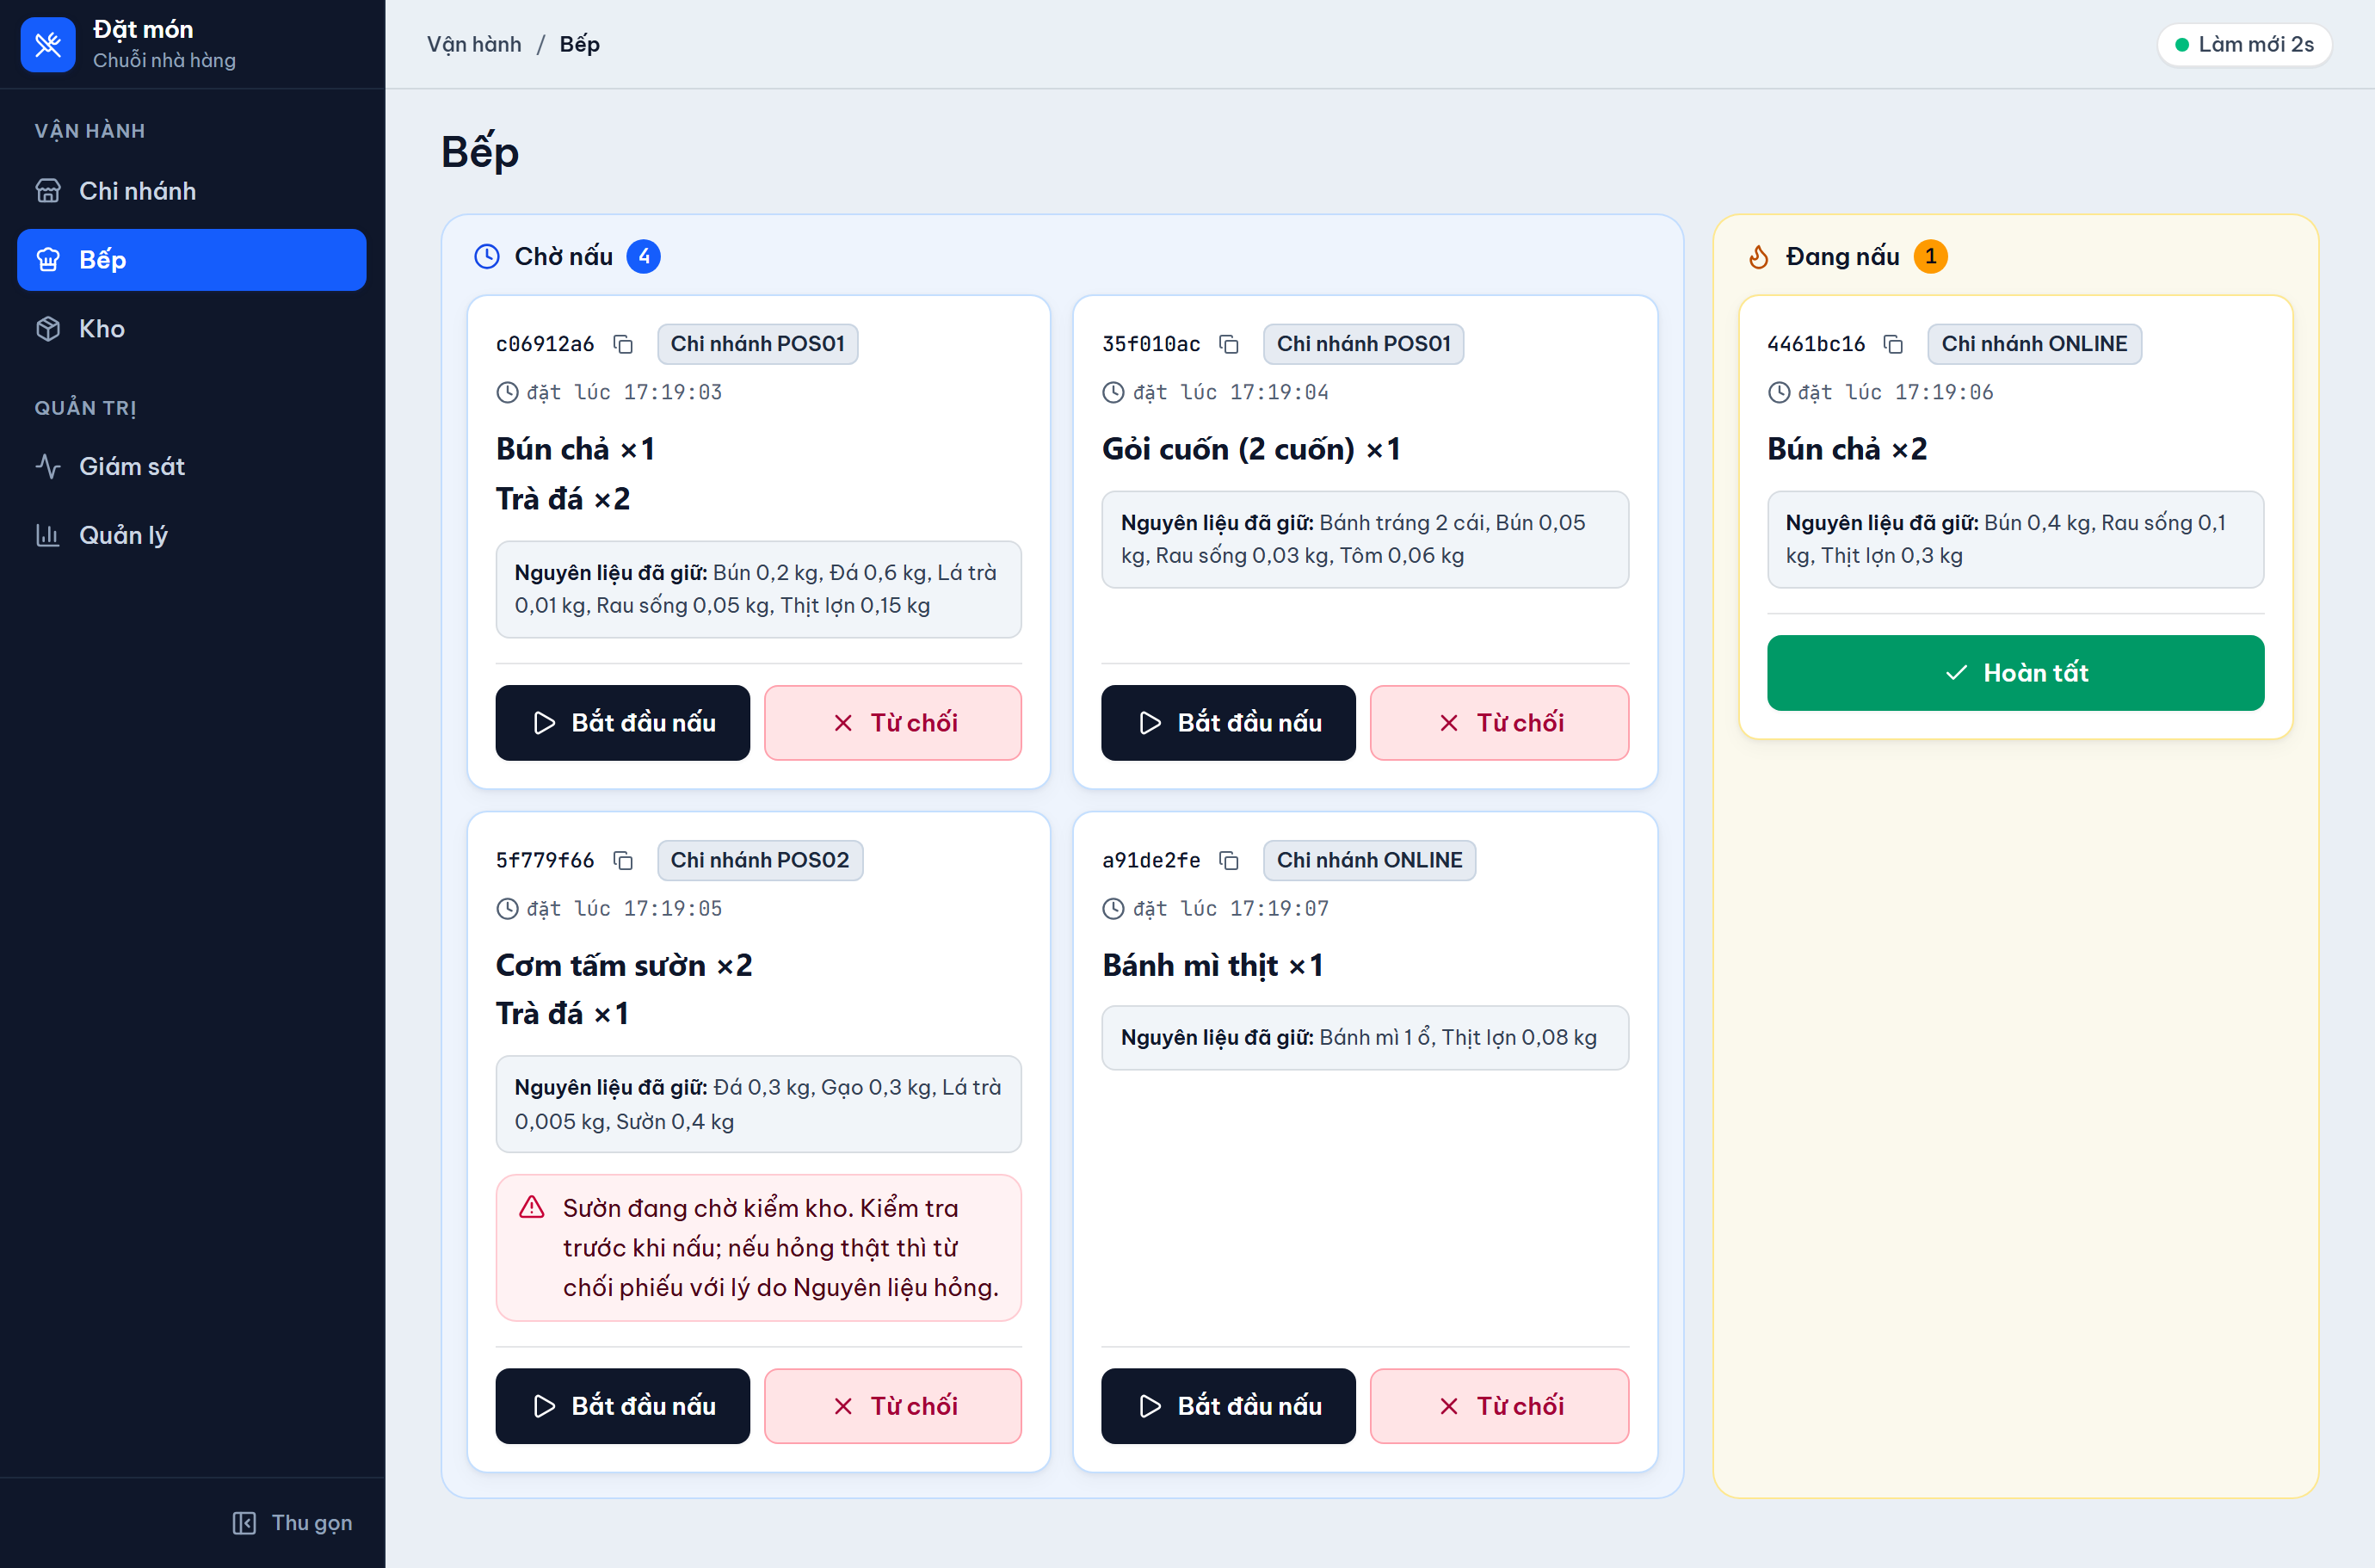 Đặt món
Chuỗi nhà hàng
VẬN HÀNH
Chi nhánh
Bếp
Kho
QUẢN TRỊ
Giám sát
Quản lý
Thu gọn
Vận hành / Bếp
Làm mới 2s
Bếp
Chờ nấu 4
c06912a6 Chi nhánh POS01
đặt lúc 17:19:03
Bún chả ×1
Trà đá ×2
Nguyên liệu đã giữ: Bún 0,2 kg, Đá 0,6 kg, Lá trà
0,01 kg, Rau sống 0,05 kg, Thịt lợn 0,15 kg
Bắt đầu nấu Từ chối
35f010ac Chi nhánh POS01
đặt lúc 17:19:04
Gỏi cuốn (2 cuốn) ×1
Nguyên liệu đã giữ: Bánh tráng 2 cái, Bún 0,05
kg, Rau sống 0,03 kg, Tôm 0,06 kg
Bắt đầu nấu Từ chối
5f779f66 Chi nhánh POS02
đặt lúc 17:19:05
Cơm tấm sườn ×2
Trà đá ×1
Nguyên liệu đã giữ: Đá 0,3 kg, Gạo 0,3 kg, Lá trà
0,005 kg, Sườn 0,4 kg
Sườn đang chờ kiểm kho. Kiểm tra
trước khi nấu; nếu hỏng thật thì từ
chối phiếu với lý do Nguyên liệu hỏng.
Bắt đầu nấu Từ chối
a91de2fe Chi nhánh ONLINE
đặt lúc 17:19:07
Bánh mì thịt ×1
Nguyên liệu đã giữ: Bánh mì 1 ổ, Thịt lợn 0,08 kg
Bắt đầu nấu Từ chối
Đang nấu 1
4461bc16 Chi nhánh ONLINE
đặt lúc 17:19:06
Bún chả ×2
Nguyên liệu đã giữ: Bún 0,4 kg, Rau sống 0,1
kg, Thịt lợn 0,3 kg
Hoàn tất